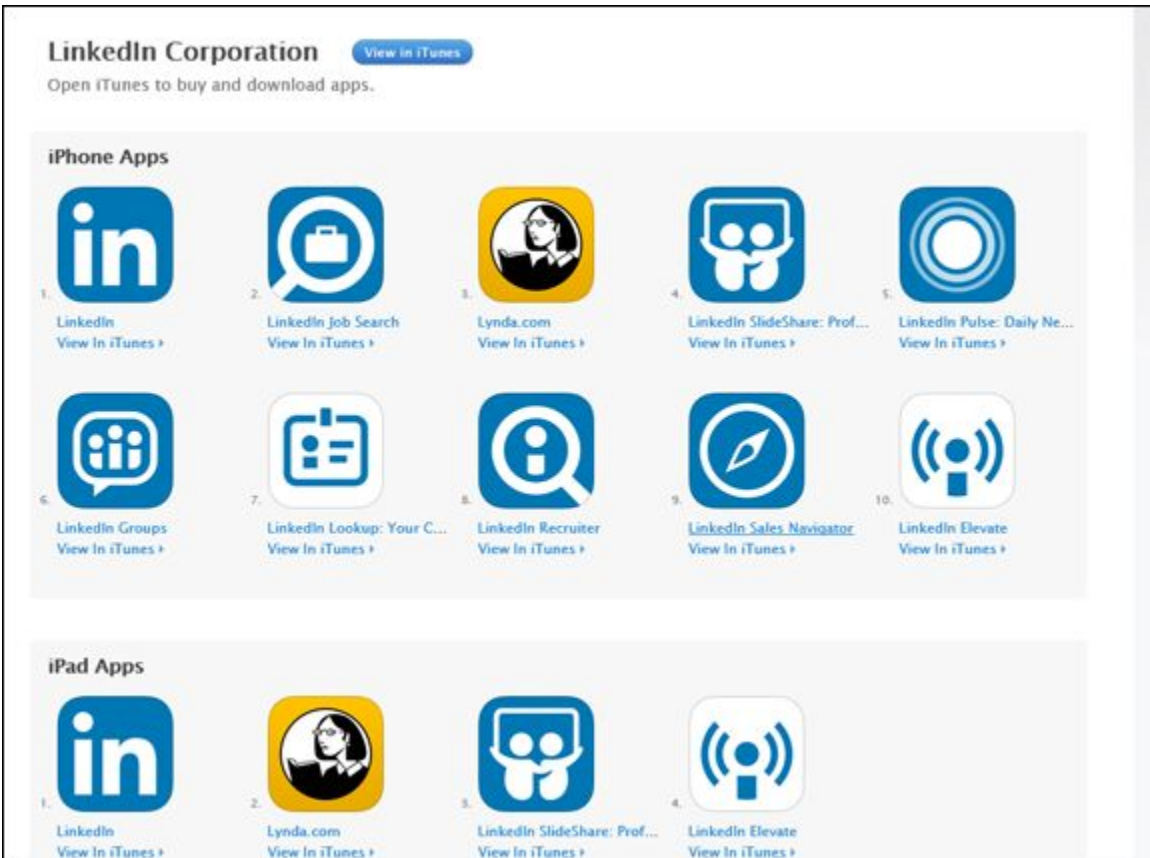 LinkedIn Corporation View in iTunes
Open iTunes to buy and download apps.
iPhone Apps
in
1. 2. 3. 4. 5.
LinkedIn LinkedIn Job Search Lynda.com LinkedIn SlideShare: Prof... LinkedIn Pulse: Daily Ne...
View In iTunes View In iTunes View In iTunes View In iTunes View In iTunes
6. 7. 8. 9. 10.
LinkedIn Groups LinkedIn Lookup: Your C... LinkedIn Recruiter LinkedIn Sales Navigator LinkedIn Elevate
View In iTunes View In iTunes View In iTunes View In iTunes View In iTunes
iPad Apps
in
1. 2. 3. 4.
LinkedIn Lynda.com LinkedIn SlideShare: Prof... LinkedIn Elevate
View In iTunes View In iTunes View In iTunes View In iTunes